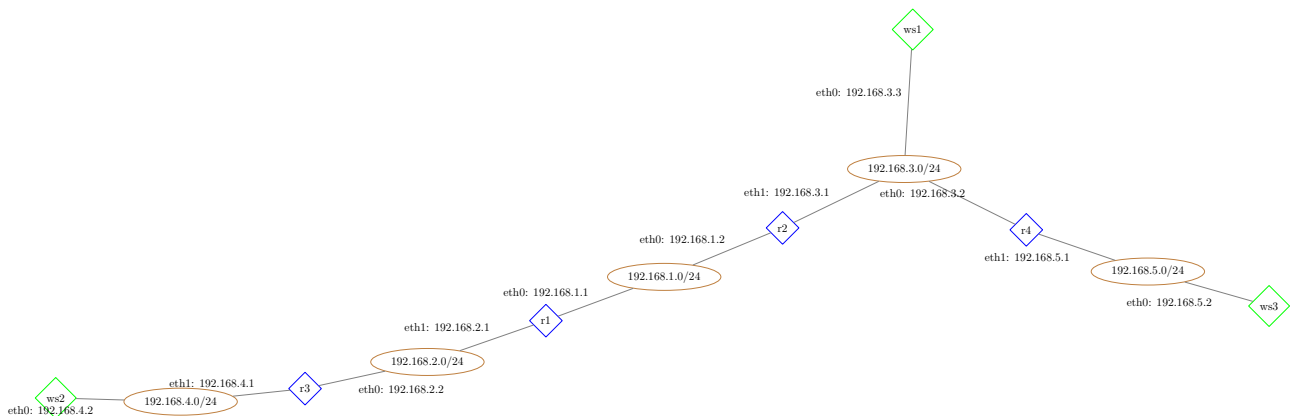 ws1
eth0: 192.168.3.3
192.168.3.0/24
eth1: 192.168.3.1
eth0: 192.168.3.2
r2
r4
eth0: 192.168.1.2
eth1: 192.168.5.1
192.168.1.0/24
192.168.5.0/24
eth0: 192.168.1.1
eth0: 192.168.5.2
ws3
r1
eth1: 192.168.2.1
192.168.2.0/24
eth1: 192.168.4.1
r3
eth0: 192.168.2.2
ws2
192.168.4.0/24
eth0: 192.168.4.2